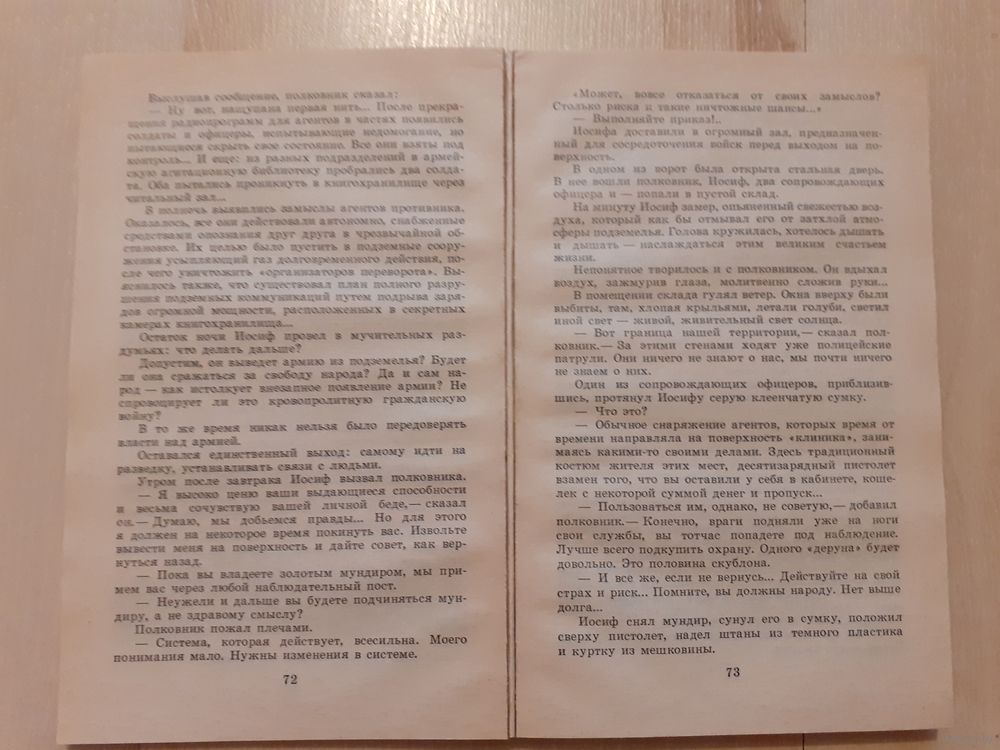 Выслушав сообщение, полковник сказал:
— Ну вот, нащупана первая нить... После прекра-
щения радиопрограмм для агентов в частях появились
солдаты и офицеры, испытывающие недомогание, но
пытающиеся скрыть свое состояние. Все они взяты под
контроль... И еще: из разных подразделений в армей-
скую агитационную библиотеку пробрались два солда-
та. Оба пытались проникнуть в книгохранилище через
читальный зал...
В полночь выявились замыслы агентов противника.
Оказалось, все они действовали автономно, снабженные
средствами опознания друг друга в чрезвычайной об-
становке. Их целью было пустить в подземные соору-
жения усыпляющий газ долговременного действия, по-
сле чего уничтожить «организаторов переворота». Вы-
яснилось также, что существовал план полного разру-
шения подземных коммуникаций путем подрыва заря-
дов огромной мощности, расположенных в секретных
камерах книгохранилища...
Остаток ночи Иосиф провел в мучительных раз-
думьях: что делать дальше?
Допустим, он выведет армию из подземелья? Будет
ли она сражаться за свободу народа? Да и сам на-
род — как истолкует внезапное появление армии? Не
спровоцирует ли это кровопролитную гражданскую
войну?
В то же время никак нельзя было передоверять
власти над армией.
Оставался единственный выход: самому идти на
разведку, устанавливать связи с людьми.
Утром после завтрака Иосиф вызвал полковника.
— Я высоко ценю ваши выдающиеся способности
и весьма сочувствую вашей личной беде,— сказал
он.— Думаю, мы добьемся правды... Но для этого
я должен на некоторое время покинуть вас. Извольте
вывести меня на поверхность и дайте совет, как вер-
нуться назад.
— Пока вы владеете золотым мундиром, мы при-
мем вас через любой наблюдательный пост.
— Неужели и дальше вы будете подчиняться мун-
диру, а не здравому смыслу?
Полковник пожал плечами.
— Система, которая действует, всесильна. Моего
понимания мало. Нужны изменения в системе.
72
«Может, вовсе отказаться от своих замыслов?
Столько риска и такие ничтожные шансы...»
— Выполняйте приказ!..
Иосифа доставили в огромный зал, предназначен-
ный для сосредоточения войск перед выходом на по-
верхность.
В одном из ворот была открыта стальная дверь.
В нее вошли полковник, Иосиф, два сопровождающих
офицера и — попали в пустой склад.
На минуту Иосиф замер, опьяненный свежестью воз-
духа, который как бы отмывал его от затхлой атмо-
сферы подземелья. Голова кружилась, хотелось дышать
и дышать — наслаждаться этим великим счастьем
жизни.
Непонятное творилось и с полковником. Он вдыхал
воздух, зажмурив глаза, молитвенно сложив руки...
В помещении склада гулял ветер. Окна вверху были
выбиты, там, хлопая крыльями, летали голуби, светил
иной свет — живой, живительный свет солнца.
— Вот граница нашей территории,— сказал пол-
ковник.— За этими стенами ходят уже полицейские
патрули. Они ничего не знают о нас, мы почти ничего
не знаем о них.
Один из сопровождающих офицеров, приблизив-
шись, протянул Иосифу серую клеенчатую сумку.
— Что это?
— Обычное снаряжение агентов, которых время от
времени направляла на поверхность «клиника», зани-
маясь какими-то своими делами. Здесь традиционный
костюм жителя этих мест, десятизарядный пистолет
взамен того, что вы оставили у себя в кабинете, коше-
лек с некоторой суммой денег и пропуск...
— Пользоваться им, однако, не советую,— добавил
полковник.— Конечно, враги подняли уже на ноги
свои службы, вы тотчас попадете под наблюдение.
Лучше всего подкупить охрану. Одного «деруна» будет
довольно. Это половина скублона.
— И все же, если не вернусь... Действуйте на свой
страх и риск... Помните, вы должны народу. Нет выше
долга...
Иосиф снял мундир, сунул его в сумку, положил
сверху пистолет, надел штаны из темного пластика
и куртку из мешковины.
73